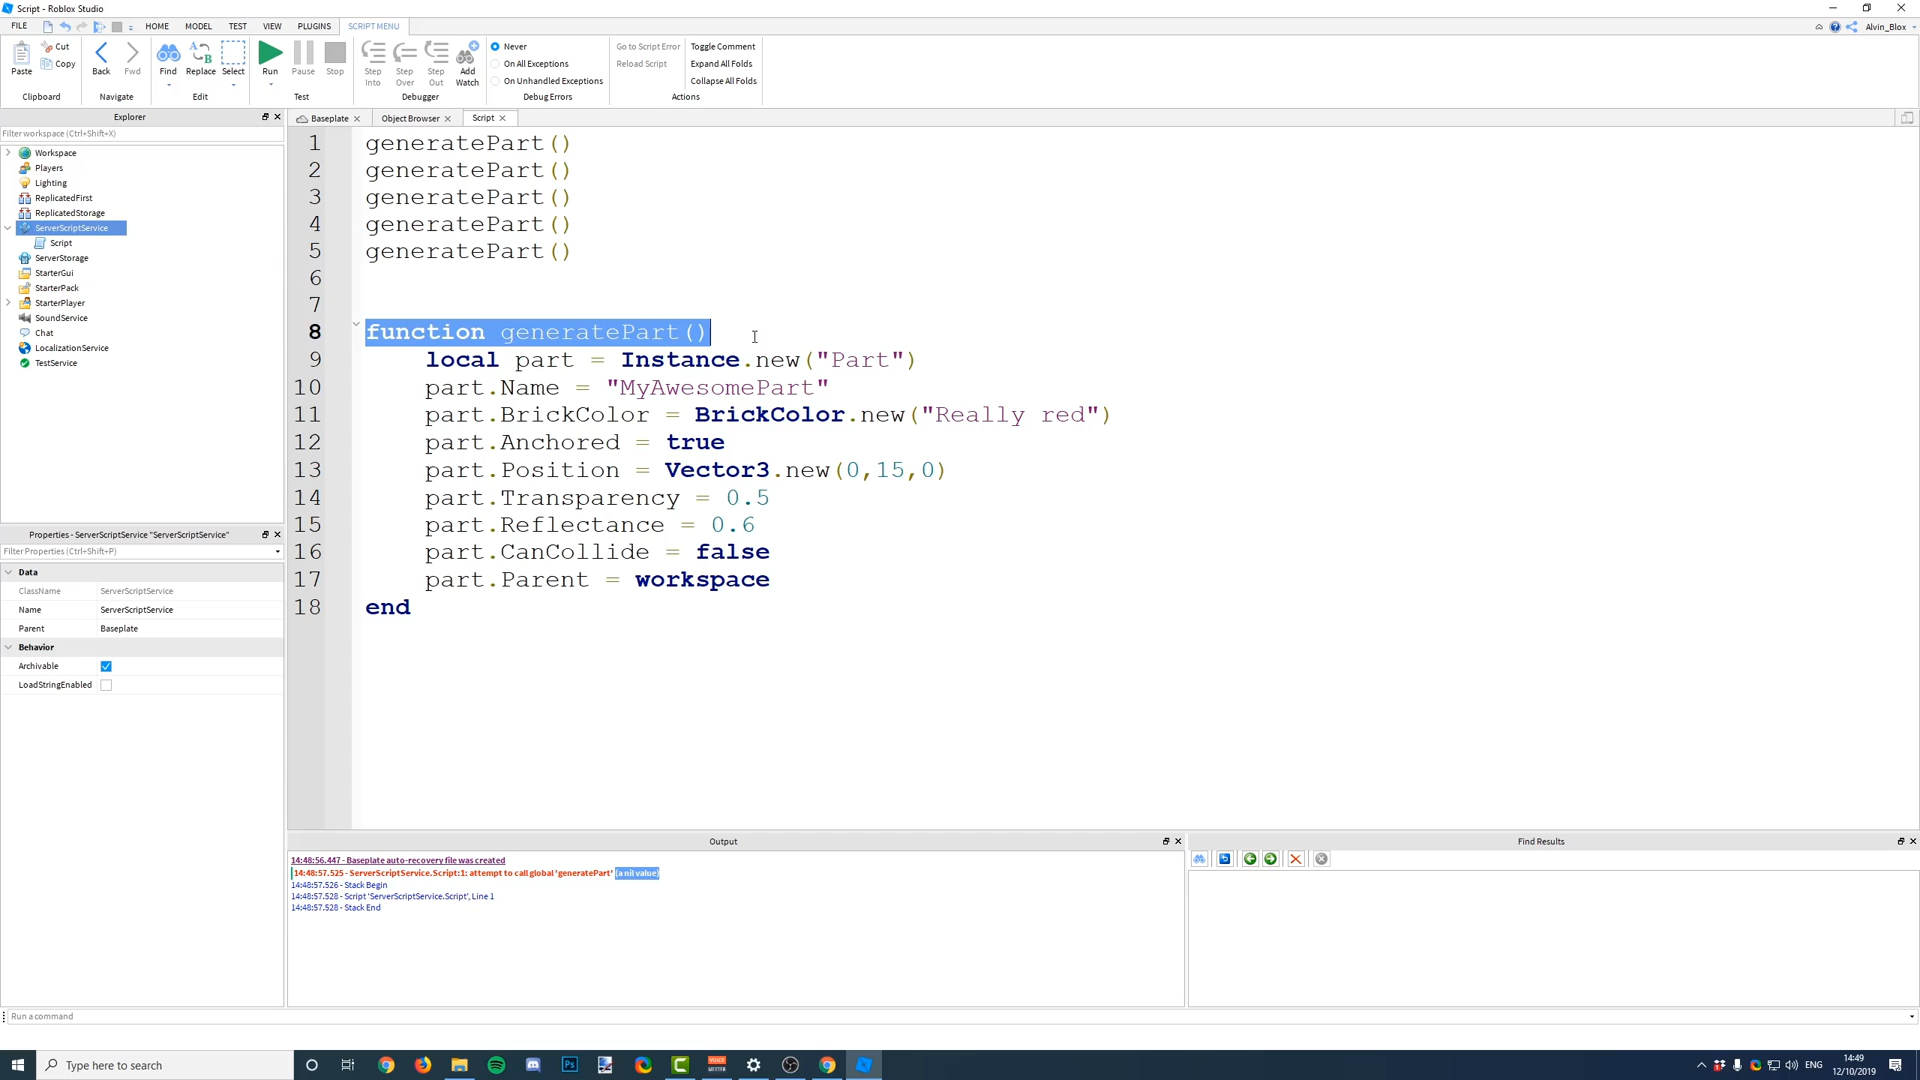 Script - Roblox Studio
FILE
HOME MODEL TEST VIEW PLUGINS SCRIPT MENU
Alvin_Blox
Paste
Cut
Copy
Clipboard
Back Fwd
Navigate
Find Replace Select
Edit
Run Pause Stop
Test
Step Into
Step Over
Step Out
Add Watch
Debugger
Never
On All Exceptions
On Unhandled Exceptions
Debug Errors
Go to Script Error
Reload Script
Toggle Comment
Expand All Folds
Collapse All Folds
Actions
Explorer
Filter workspace (Ctrl+Shift+X)
Workspace
Players
Lighting
ReplicatedFirst
ReplicatedStorage
ServerScriptService
Script
ServerStorage
StarterGui
StarterPack
StarterPlayer
SoundService
Chat
LocalizationService
TestService
Properties - ServerScriptService "ServerScriptService"
Filter Properties (Ctrl+Shift+P)
Data
ClassName ServerScriptService
Name ServerScriptService
Parent Baseplate
Behavior
Archivable
LoadStringEnabled
Baseplate Object Browser Script
1 generatePart()
2 generatePart()
3 generatePart()
4 generatePart()
5 generatePart()
6
7
8 function generatePart()
9 local part = Instance.new("Part")
10 part.Name = "MyAwesomePart"
11 part.BrickColor = BrickColor.new("Really red")
12 part.Anchored = true
13 part.Position = Vector3.new(0,15,0)
14 part.Transparency = 0.5
15 part.Reflectance = 0.6
16 part.CanCollide = false
17 part.Parent = workspace
18 end
Output
14:48:56.447 - Baseplate auto-recovery file was created
14:48:57.525 - ServerScriptService.Script:1: attempt to call global 'generatePart' (a nil value)
14:48:57.526 - Stack Begin
14:48:57.528 - Script 'ServerScriptService.Script', Line 1
14:48:57.528 - Stack End
Find Results
Run a command
Type here to search
ENG
14:49
12/10/2019